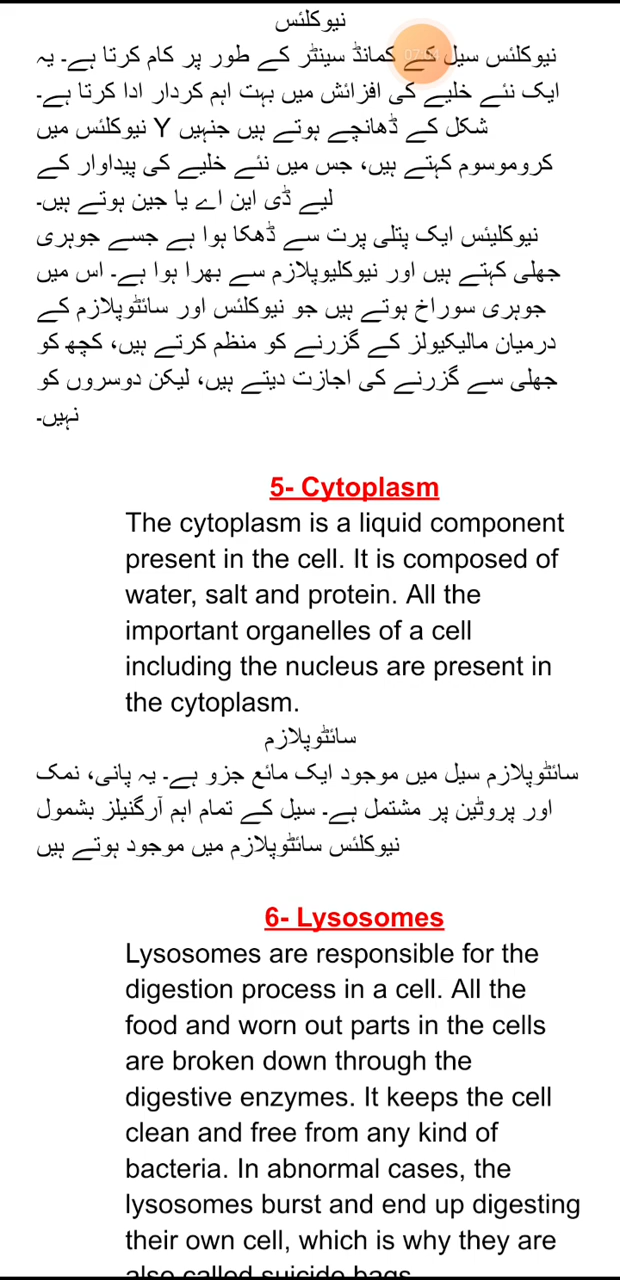 نیوکلئس
نیوکلئس سیل کے کمانڈ سینٹر کے طور پر کام کرتا ہے۔ یہ
ایک نئے خلیے کی افزائش میں بہت اہم کردار ادا کرتا ہے۔
شکل کے ڈھانچے ہوتے ہیں جنہیں Y نیوکلئس میں
کروموسوم کہتے ہیں، جس میں نئے خلیے کی پیداوار کے
لیے ڈی این اے یا جین ہوتے ہیں۔
نیوکلیئس ایک پتلی پرت سے ڈھکا ہوا ہے جسے جوہری
جھلی کہتے ہیں اور نیوکلیوپلازم سے بھرا ہوا ہے۔ اس میں
جوہری سوراخ ہوتے ہیں جو نیوکلئس اور سائٹوپلازم کے
درمیان مالیکیولز کے گزرنے کو منظم کرتے ہیں، کچھ کو
جھلی سے گزرنے کی اجازت دیتے ہیں، لیکن دوسروں کو
نہیں۔
5- Cytoplasm
The cytoplasm is a liquid component
present in the cell. It is composed of
water, salt and protein. All the
important organelles of a cell
including the nucleus are present in
the cytoplasm.
سائٹوپلازم
سائٹوپلازم سیل میں موجود ایک مائع جزو ہے۔ یہ پانی، نمک
اور پروٹین پر مشتمل ہے۔ سیل کے تمام اہم آرگنیلز بشمول
نیوکلئس سائٹوپلازم میں موجود ہوتے ہیں
6- Lysosomes
Lysosomes are responsible for the
digestion process in a cell. All the
food and worn out parts in the cells
are broken down through the
digestive enzymes. It keeps the cell
clean and free from any kind of
bacteria. In abnormal cases, the
lysosomes burst and end up digesting
their own cell, which is why they are
also called suicide bags